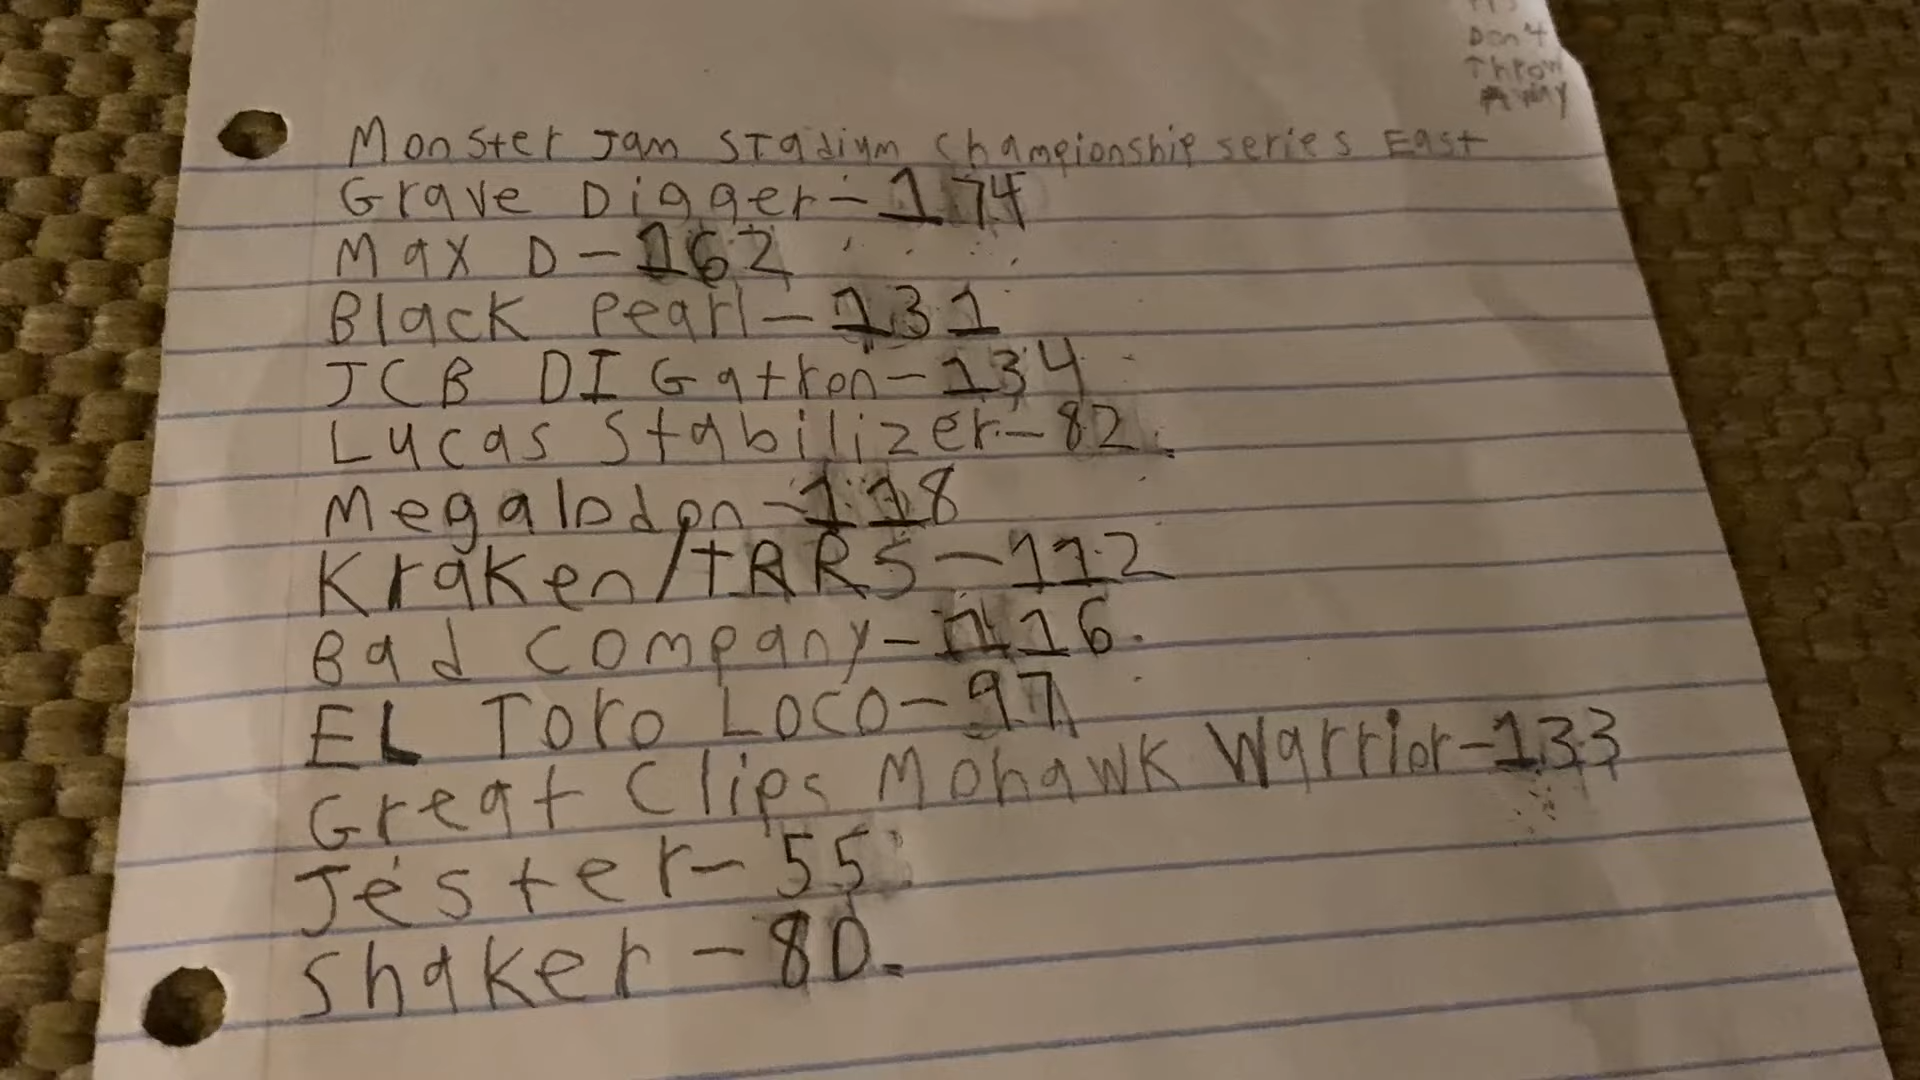 Don't
Throw
Away
Monster Jam Stadium Championship series East
Grave Digger-174
Max D-162
Black Pearl-131
JCB DIGatron-134
Lucas Stabilizer-82
Megalodon-118
Kraken/TRRS-112
Bad Company-116
EL Toro Loco-97
Great Clips Mohawk Warrior-133
Jester-55
Shaker-80